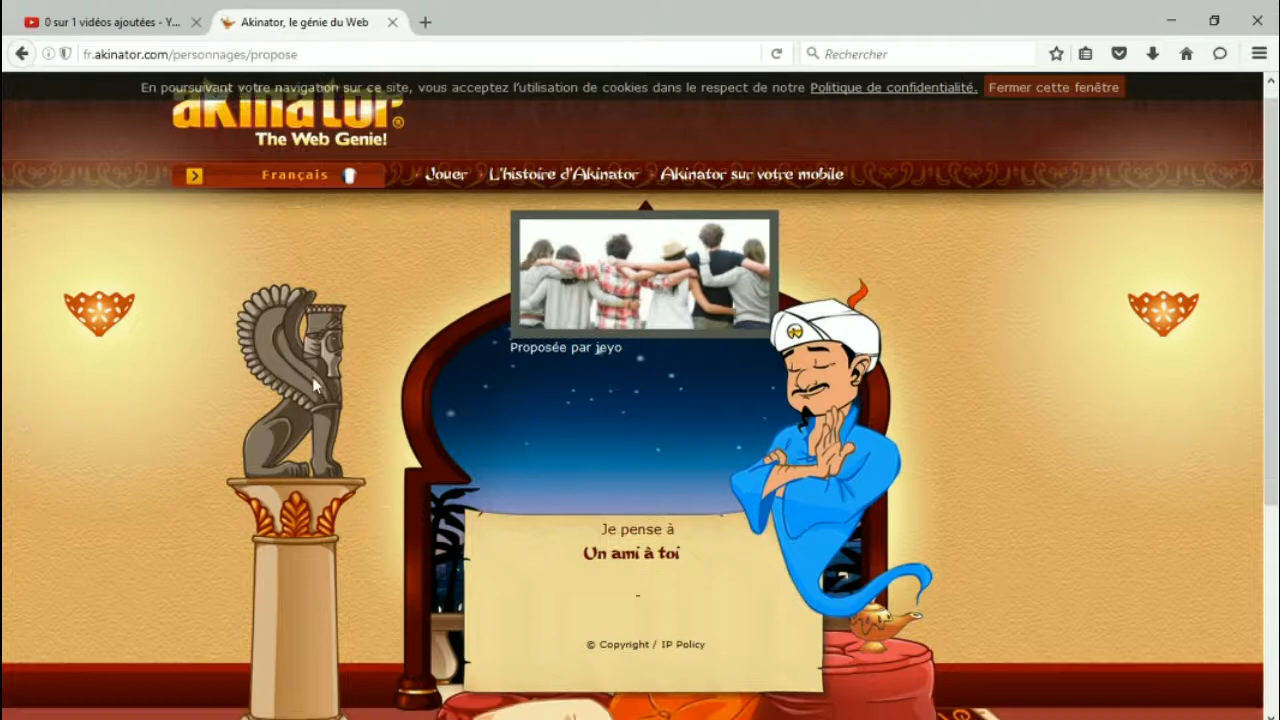 0 sur 1 vidéos ajoutées - Y...
Akinator, le génie du Web
fr.akinator.com/personnages/propose
Rechercher
En poursuivant votre navigation sur ce site, vous acceptez l'utilisation de cookies dans le respect de notre Politique de confidentialité.
Fermer cette fenêtre
akinator®
The Web Genie!
Français
· Jouer · L'histoire d'Akinator · Akinator sur votre mobile
Proposée par jeyo
Je pense à
Un ami à toi
-
© Copyright / IP Policy